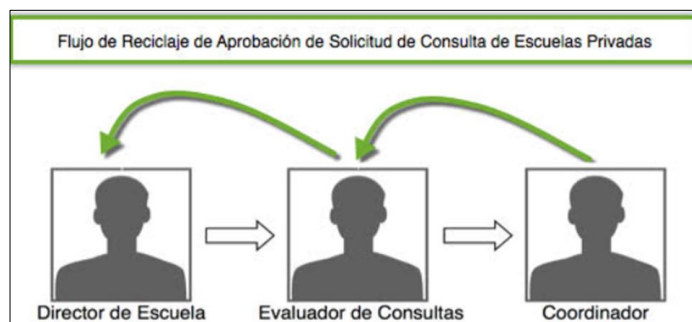 Flujo de Reciclaje de Aprobación de Solicitud de Consulta de Escuelas Privadas
Director de Escuela
Evaluador de Consultas
Coordinador